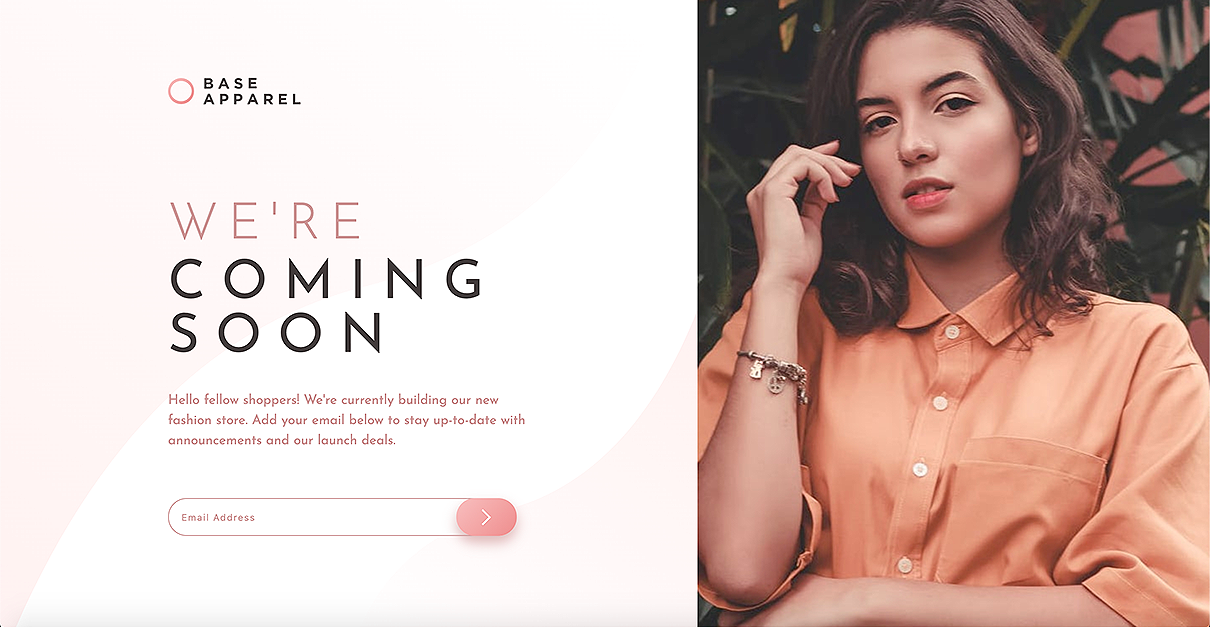 BASE
APPAREL
WE'RE
COMING
SOON
Hello fellow shoppers! We're currently building our new
fashion store. Add your email below to stay up-to-date with
announcements and our launch deals.
Email Address